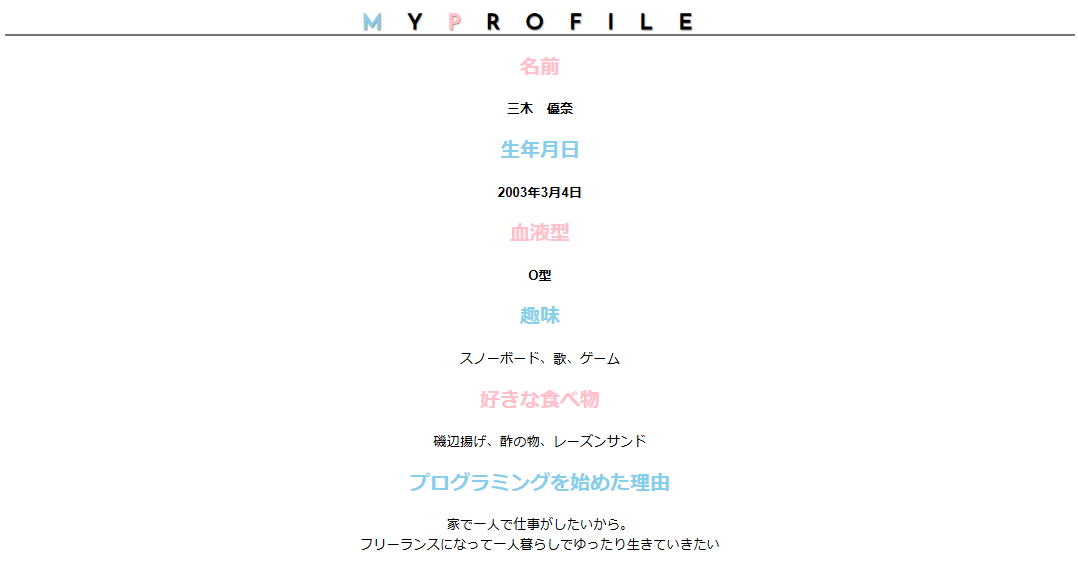 MY PROFILE
名前
三木　優奈
生年月日
2003年3月4日
血液型
O型
趣味
スノーボード、歌、ゲーム
好きな食べ物
磯辺揚げ、酢の物、レーズンサンド
プログラミングを始めた理由
家で一人で仕事がしたいから。
フリーランスになって一人暮らしでゆったり生きていきたい